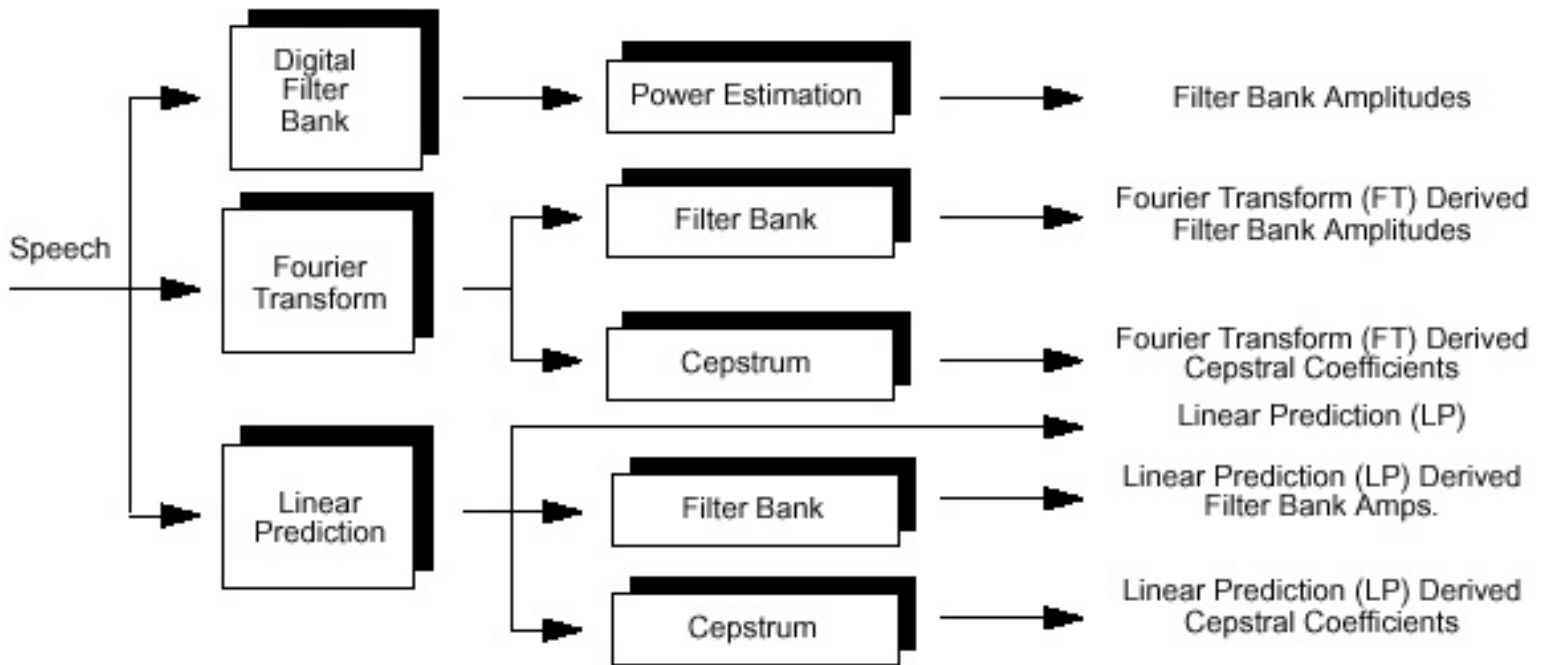 Speech
Digital
Filter
Bank
Power Estimation
Filter Bank Amplitudes
Fourier
Transform
Filter Bank
Fourier Transform (FT) Derived
Filter Bank Amplitudes
Cepstrum
Fourier Transform (FT) Derived
Cepstral Coefficients
Linear
Prediction
Linear Prediction (LP)
Filter Bank
Linear Prediction (LP) Derived
Filter Bank Amps.
Cepstrum
Linear Prediction (LP) Derived
Cepstral Coefficients